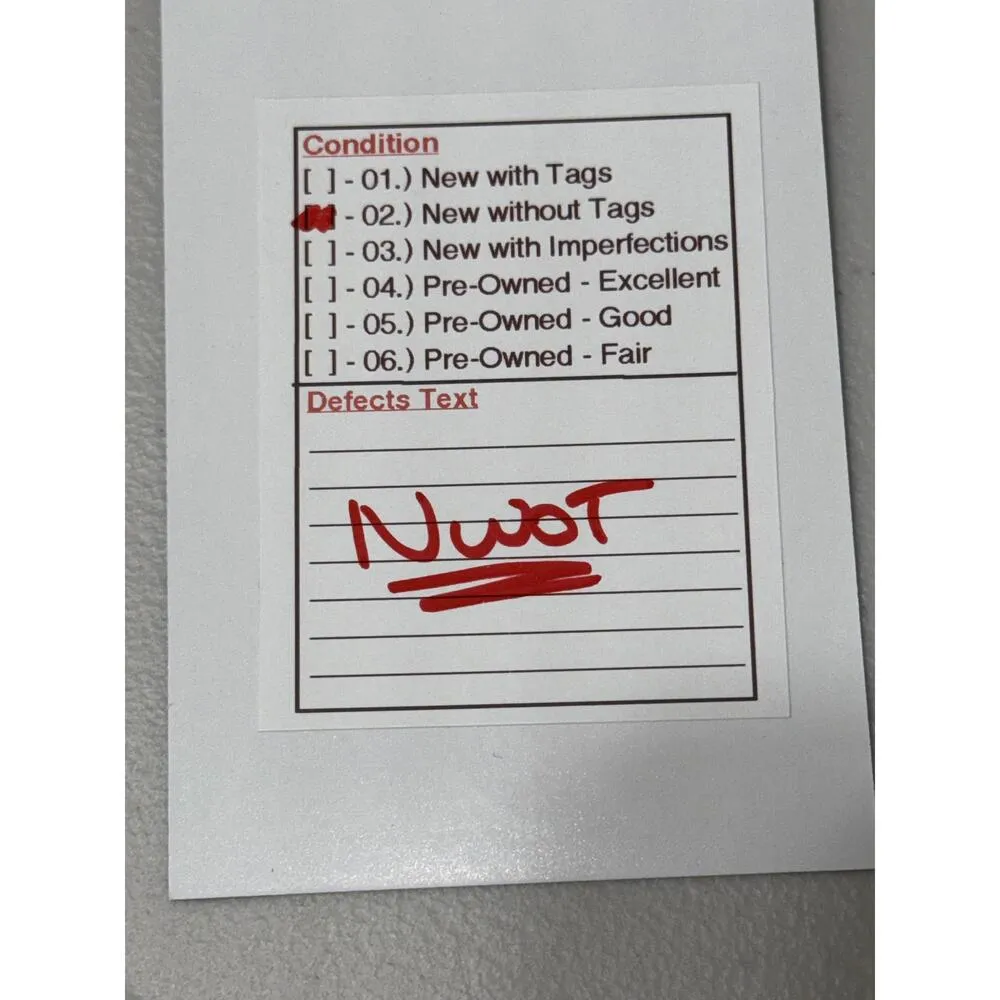 Condition
[ ] - 01.) New with Tags
[ ] - 02.) New without Tags
[ ] - 03.) New with Imperfections
[ ] - 04.) Pre-Owned - Excellent
[ ] - 05.) Pre-Owned - Good
[ ] - 06.) Pre-Owned - Fair
Defects Text
NWOT